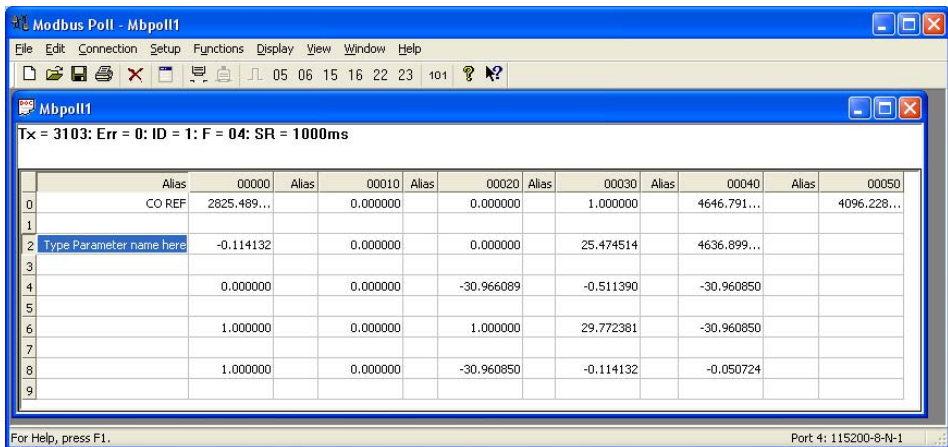 Modbus Poll - Mbpoll1
File Edit Connection Setup Functions Display View Window Help
05 06 15 16 22 23 101
Mbpoll1
Tx = 3103: Err = 0: ID = 1: F = 04: SR = 1000ms
Alias 00000 Alias 00010 Alias 00020 Alias 00030 Alias 00040 Alias 00050
0 CO REF 2825.489... 0.000000 0.000000 1.000000 4646.791... 4096.228...
1
2 Type Parameter name here -0.114132 0.000000 0.000000 25.474514 4636.899...
3
4 0.000000 0.000000 -30.966089 -0.511390 -30.960850
5
6 1.000000 0.000000 1.000000 29.772381 -30.960850
7
8 1.000000 0.000000 -30.960850 -0.114132 -0.050724
9
For Help, press F1. Port 4: 115200-8-N-1